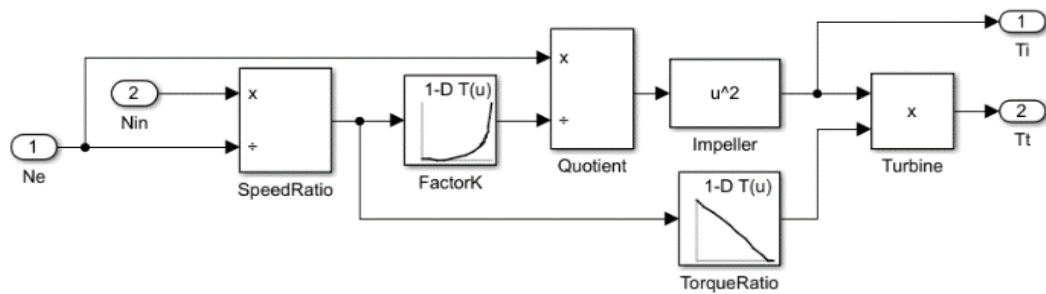 1
Ne
2
Nin
x
÷
SpeedRatio
1-D T(u)
FactorK
x
÷
Quotient
u^2
Impeller
1-D T(u)
TorqueRatio
x
Turbine
1
Ti
2
Tt